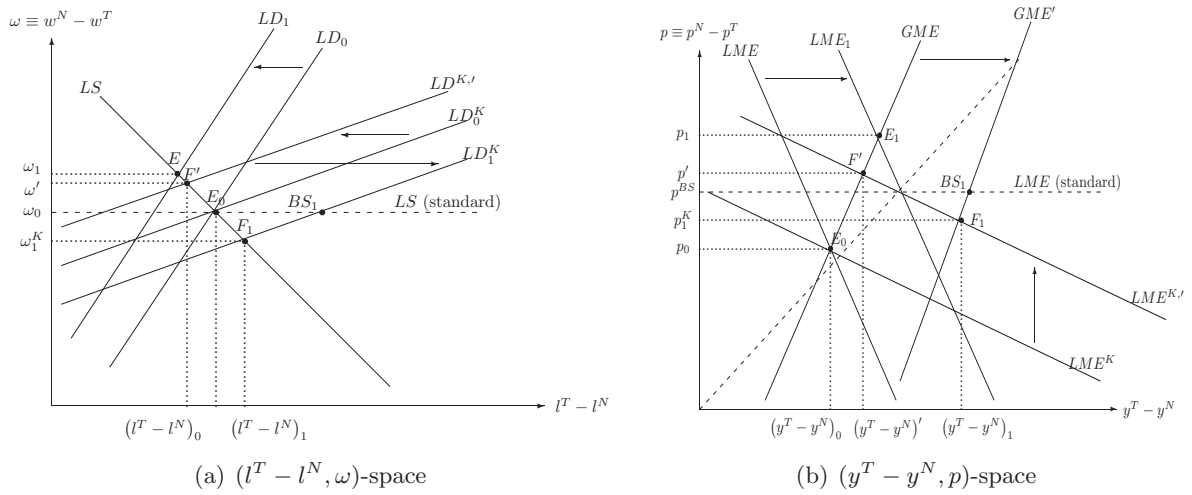 ω ≡ w^N − w^T
LD_1
LD_0
LS
LD^{K,′}
LD_0^K
LD_1^K
ω_1
E
F′
ω′
E_0
BS_1
LS (standard)
ω_0
F_1
ω_1^K
l^T − l^N
(l^T − l^N)_0
(l^T − l^N)_1
(a) (l^T − l^N, ω)-space
p ≡ p^N − p^T
LME
LME_1
GME
GME′
p_1
E_1
p′
F′
p^{BS}
BS_1
LME (standard)
p_1^K
F_1
p_0
E_0
LME^{K,′}
LME^K
y^T − y^N
(y^T − y^N)_0
(y^T − y^N)′
(y^T − y^N)_1
(b) (y^T − y^N, p)-space